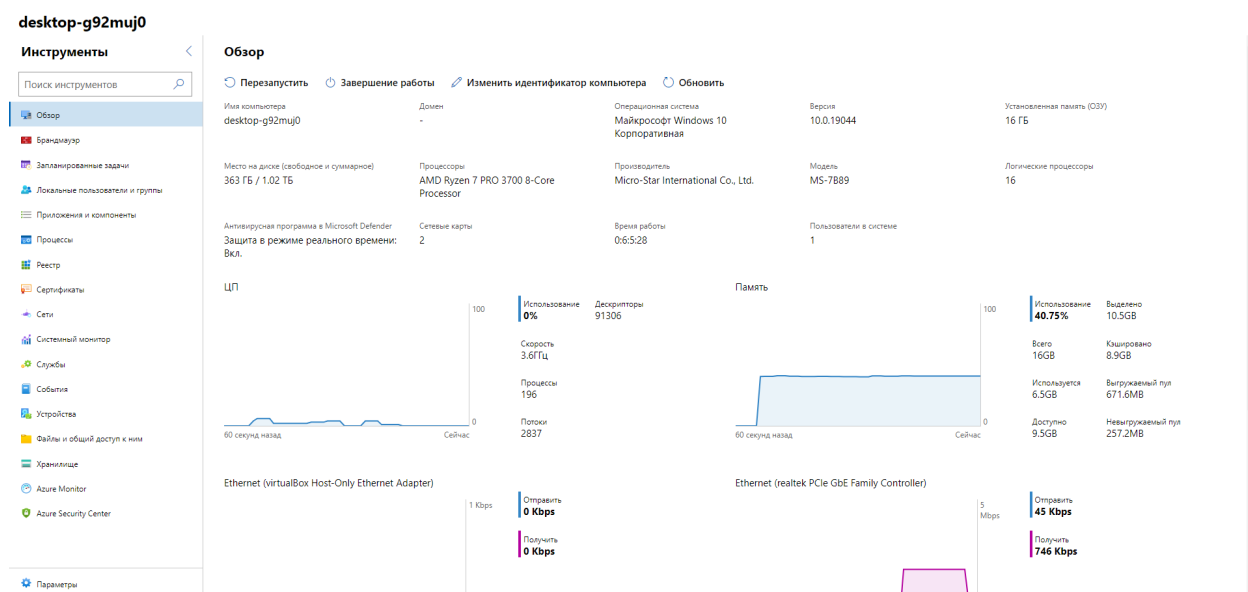 desktop-g92muj0
Инструменты
Поиск инструментов
Обзор
Брандмауэр
Запланированные задачи
Локальные пользователи и группы
Приложения и компоненты
Процессы
Реестр
Сертификаты
Сети
Системный монитор
Службы
События
Устройства
Файлы и общий доступ к ним
Хранилище
Azure Monitor
Azure Security Center
Параметры
Обзор
Перезапустить Завершение работы Изменить идентификатор компьютера Обновить
Имя компьютера
desktop-g92muj0
Домен
-
Операционная система
Майкрософт Windows 10
Корпоративная
Версия
10.0.19044
Установленная память (ОЗУ)
16 ГБ
Место на диске (свободное и суммарное)
363 ГБ / 1.02 ТБ
Процессоры
AMD Ryzen 7 PRO 3700 8-Core
Processor
Производитель
Micro-Star International Co., Ltd.
Модель
MS-7B89
Логические процессоры
16
Антивирусная программа в Microsoft Defender
Защита в режиме реального времени:
Вкл.
Сетевые карты
2
Время работы
0:6:5:28
Пользователи в системе
1
ЦП
100
0
60 секунд назад
Сейчас
Использование
0%
Дескрипторы
91306
Скорость
3.6ГГц
Процессы
196
Потоки
2837
Память
100
0
60 секунд назад
Сейчас
Использование
40.75%
Выделено
10.5GB
Всего
16GB
Кэшировано
8.9GB
Используется
6.5GB
Выгружаемый пул
671.6MB
Доступно
9.5GB
Невыгружаемый пул
257.2MB
Ethernet (virtualBox Host-Only Ethernet Adapter)
1 Kbps
Отправить
0 Kbps
Получить
0 Kbps
Ethernet (realtek PCIe GbE Family Controller)
5
Mbps
Отправить
45 Kbps
Получить
746 Kbps